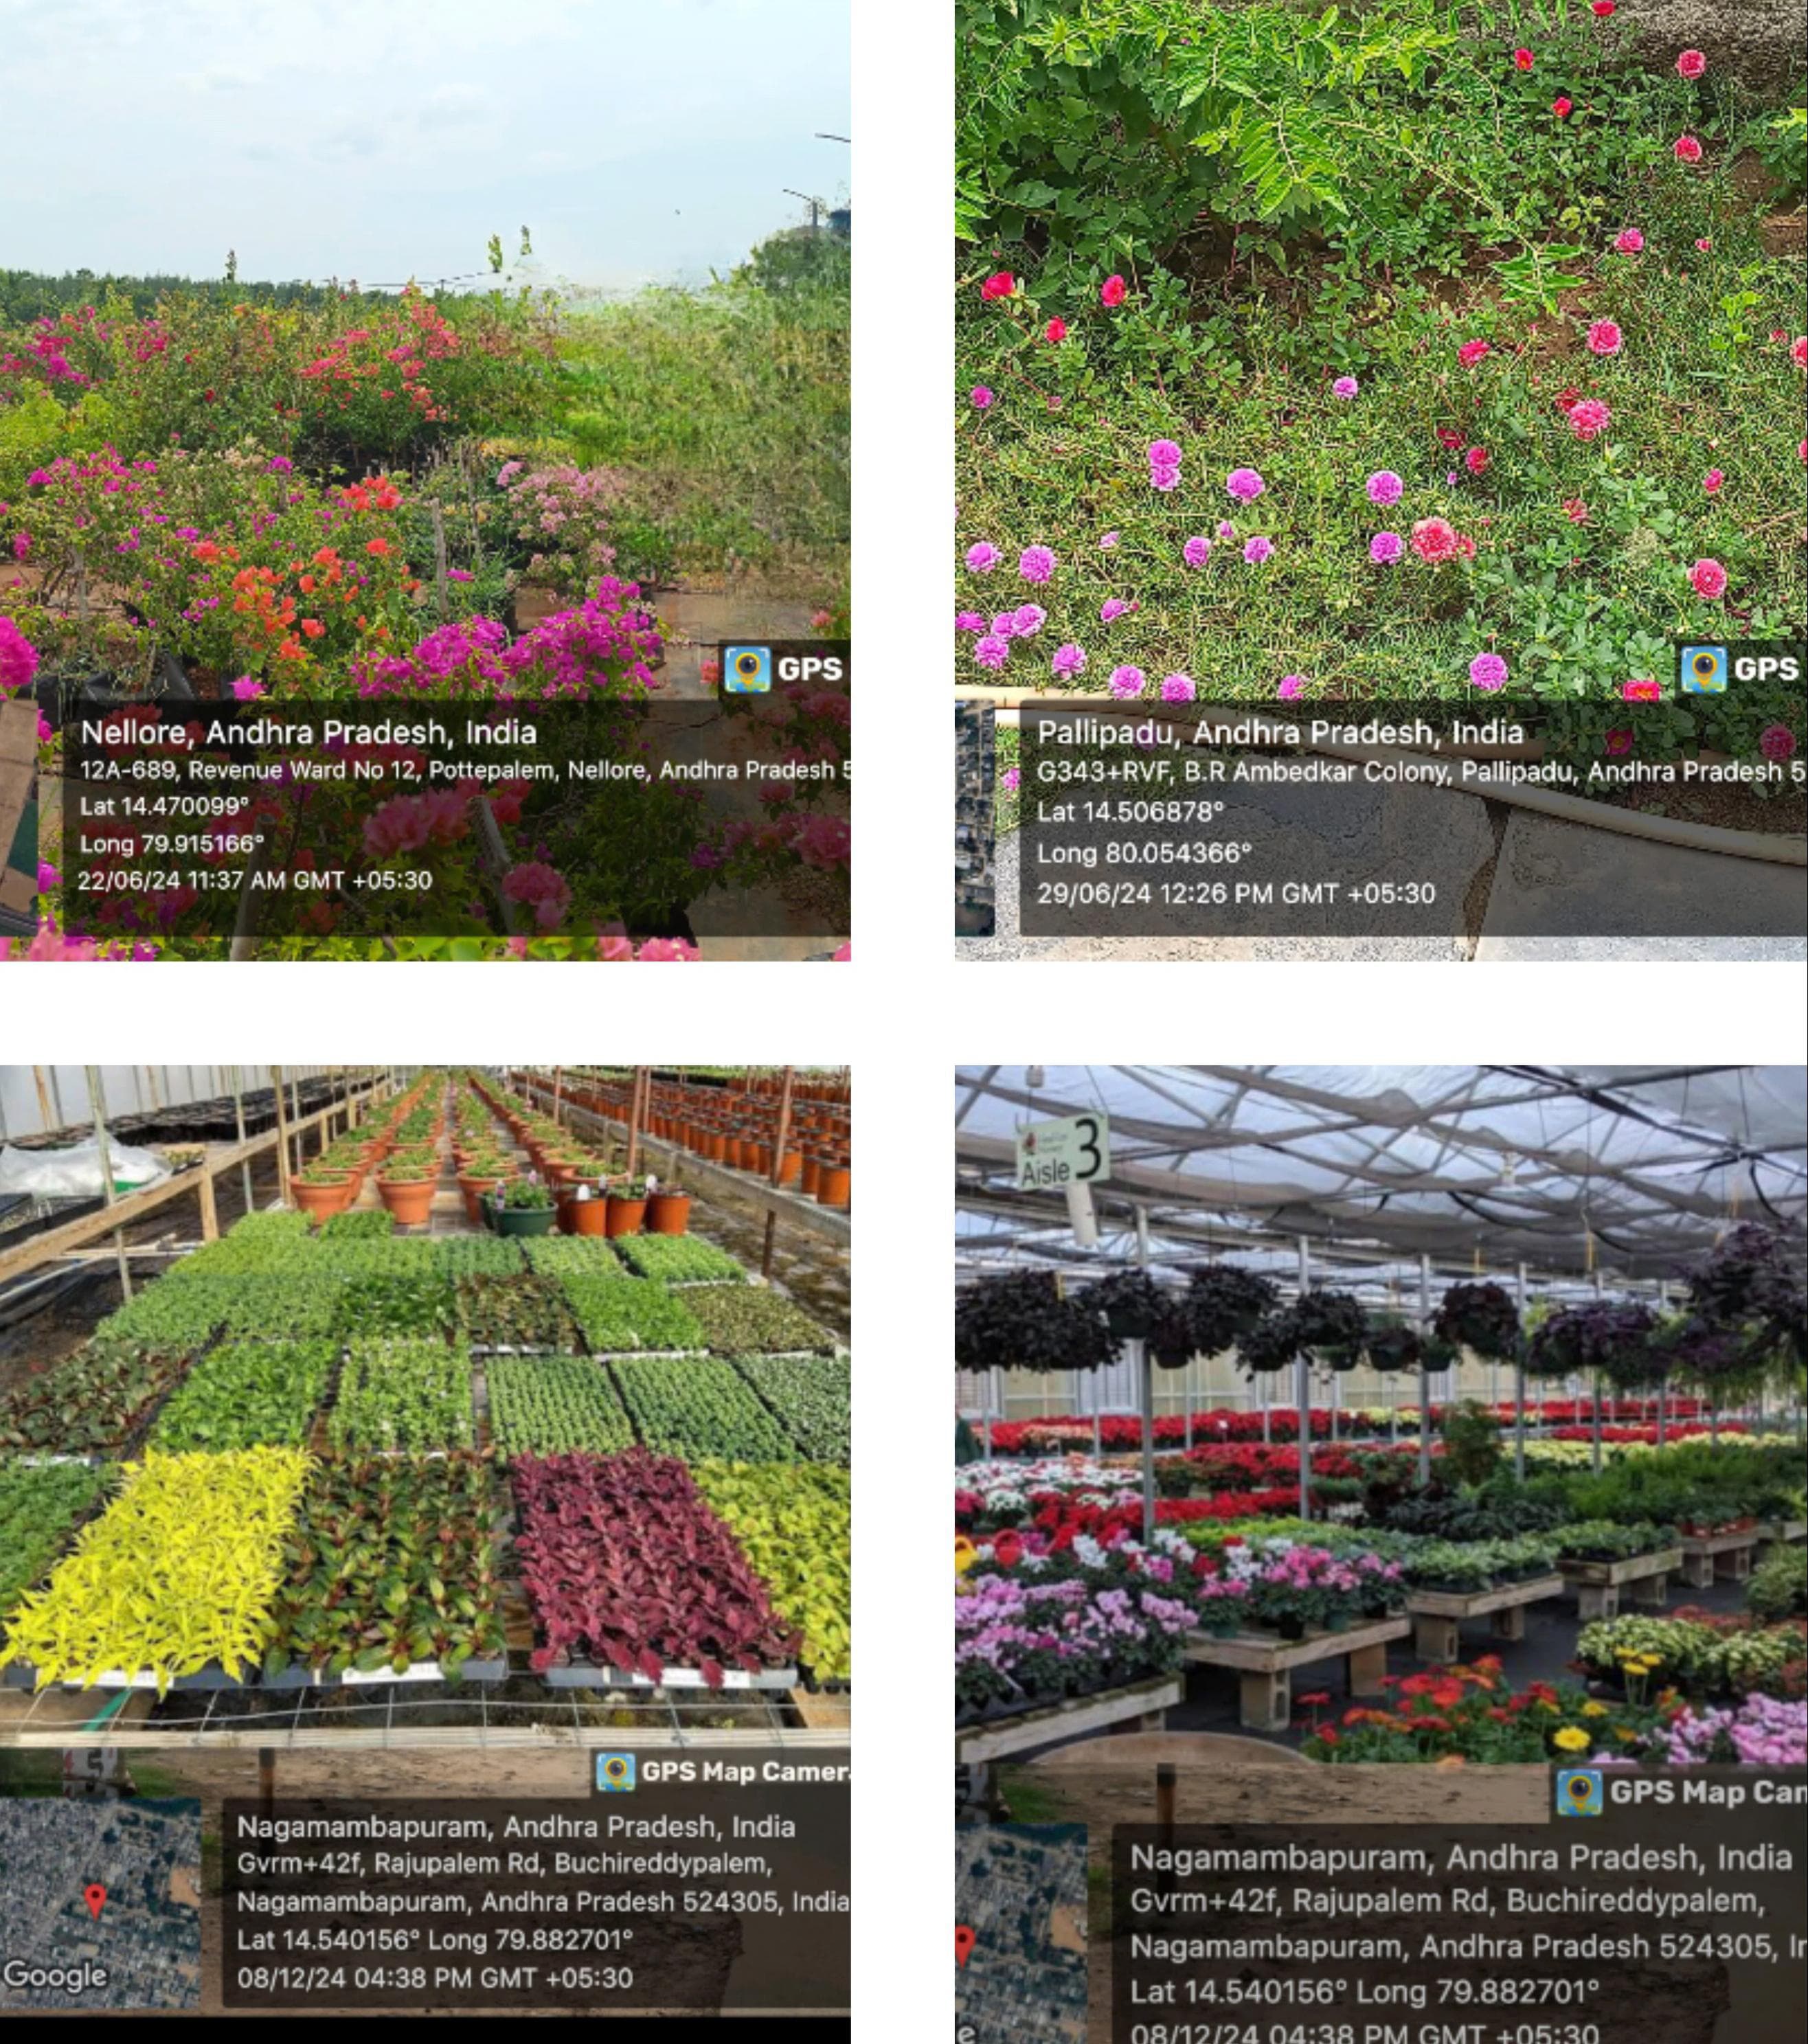 GPS
Nellore, Andhra Pradesh, India
12A-689, Revenue Ward No 12, Pottepalem, Nellore, Andhra Pradesh 5
Lat 14.470099°
Long 79.915166°
22/06/24 11:37 AM GMT +05:30
GPS
Pallipadu, Andhra Pradesh, India
G343+RVF, B.R Ambedkar Colony, Pallipadu, Andhra Pradesh 5
Lat 14.506878°
Long 80.054366°
29/06/24 12:26 PM GMT +05:30
GPS Map Camer
Nagamambapuram, Andhra Pradesh, India
Gvrm+42f, Rajupalem Rd, Buchireddypalem,
Nagamambapuram, Andhra Pradesh 524305, India
Lat 14.540156° Long 79.882701°
08/12/24 04:38 PM GMT +05:30
Google
Aisle 3
GPS Map Cam
Nagamambapuram, Andhra Pradesh, India
Gvrm+42f, Rajupalem Rd, Buchireddypalem,
Nagamambapuram, Andhra Pradesh 524305, In
Lat 14.540156° Long 79.882701°
08/12/24 04:38 PM GMT +05:30
e